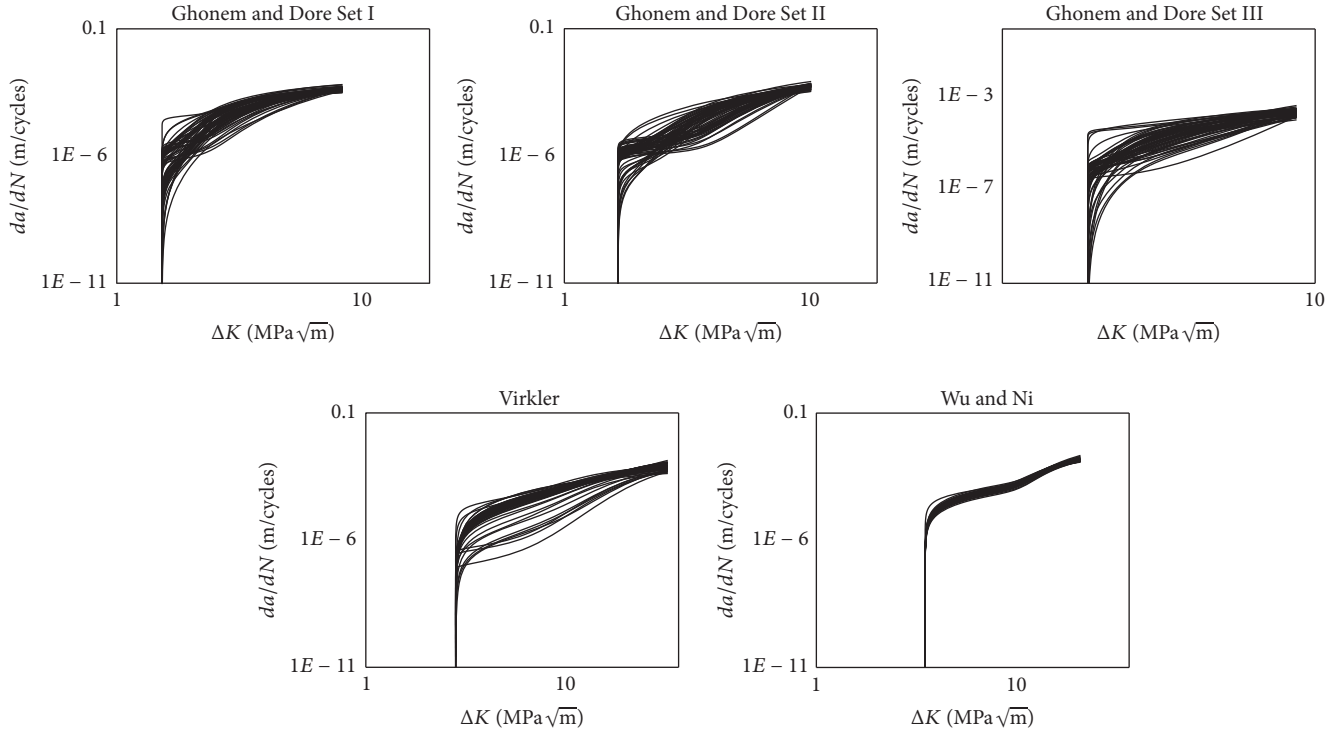 Ghonem and Dore Set I
0.1
1E − 6
1E − 11
da/dN (m/cycles)
1
10
ΔK (MPa√m)
Ghonem and Dore Set II
0.1
1E − 6
1E − 11
da/dN (m/cycles)
1
10
ΔK (MPa√m)
Ghonem and Dore Set III
1E − 3
1E − 7
1E − 11
da/dN (m/cycles)
10
ΔK (MPa√m)
Virkler
0.1
1E − 6
1E − 11
da/dN (m/cycles)
1
10
ΔK (MPa√m)
Wu and Ni
0.1
1E − 6
1E − 11
da/dN (m/cycles)
1
10
ΔK (MPa√m)